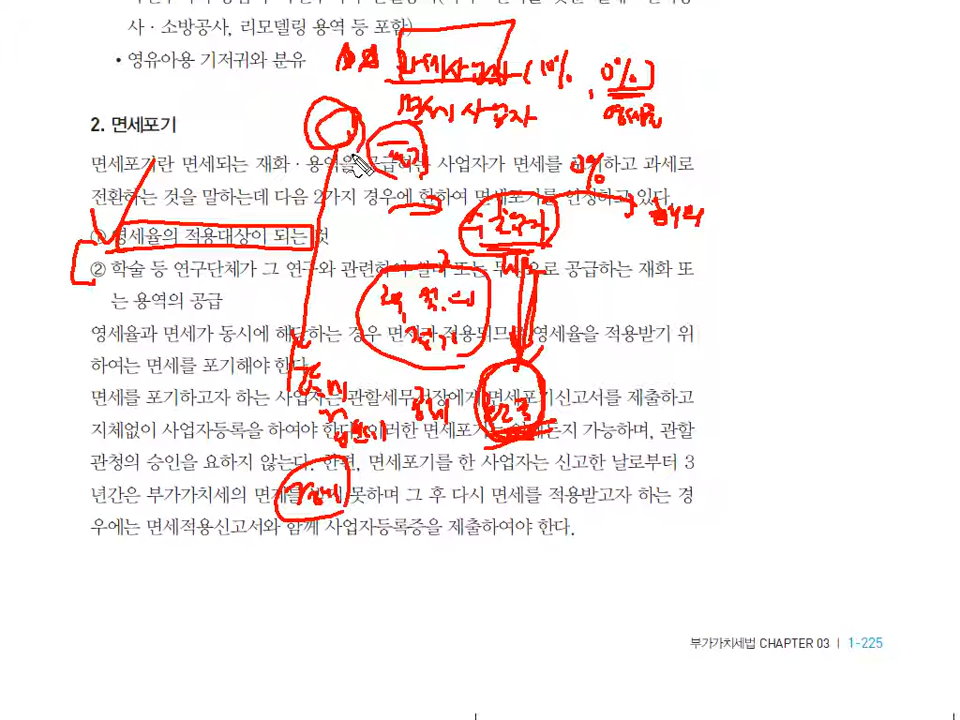 사·소방공사, 리모델링 용역 등 포함)
• 영유아용 기저귀와 분유
과세사업자 ( 10%, 0% )
면세사업자 영세율
2. 면세포기
면세포기란 면세되는 재화·용역을 공급하는 사업자가 면세를 포기하고 과세로
0%
전환하는 것을 말하는데 다음 2가지 경우에 한하여 면세포기를 인정하고 있다.
① 영세율의 적용대상이 되는 것
② 학술 등 연구단체가 그 연구와 관련하여 실비 또는 무상으로 공급하는 재화 또
는 용역의 공급
영세율과 면세가 동시에 해당하는 경우 면세가 적용되므로 영세율을 적용받기 위
하여는 면세를 포기해야 한다.
면세를 포기하고자 하는 사업자는 관할세무서장에게 면세포기신고서를 제출하고
환급
지체없이 사업자등록을 하여야 한다. 이러한 면세포기는 언제든지 가능하며, 관할
관청의 승인을 요하지 않는다. 한편, 면세포기를 한 사업자는 신고한 날로부터 3
년간은 부가가치세의 면제를 받지 못하며 그 후 다시 면세를 적용받고자 하는 경
우에는 면세적용신고서와 함께 사업자등록증을 제출하여야 한다.
부가가치세법 CHAPTER 03 | 1-225